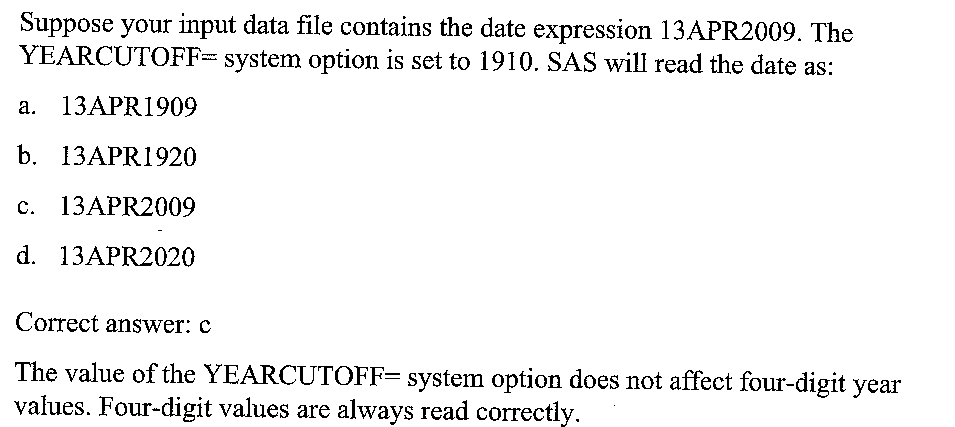 Suppose your input data file contains the date expression 13APR2009. The
YEARCUTOFF= system option is set to 1910. SAS will read the date as:
a. 13APR1909
b. 13APR1920
c. 13APR2009
d. 13APR2020
Correct answer: c
The value of the YEARCUTOFF= system option does not affect four-digit year
values. Four-digit values are always read correctly.